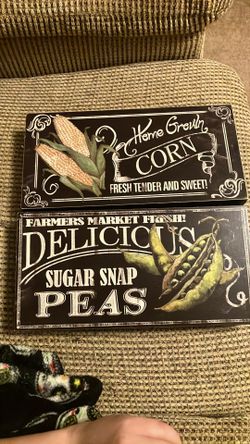 Home Grown
CORN
FRESH TENDER AND SWEET!
FARMERS MARKET FRESH!
DELICIOUS
SUGAR SNAP
PEAS